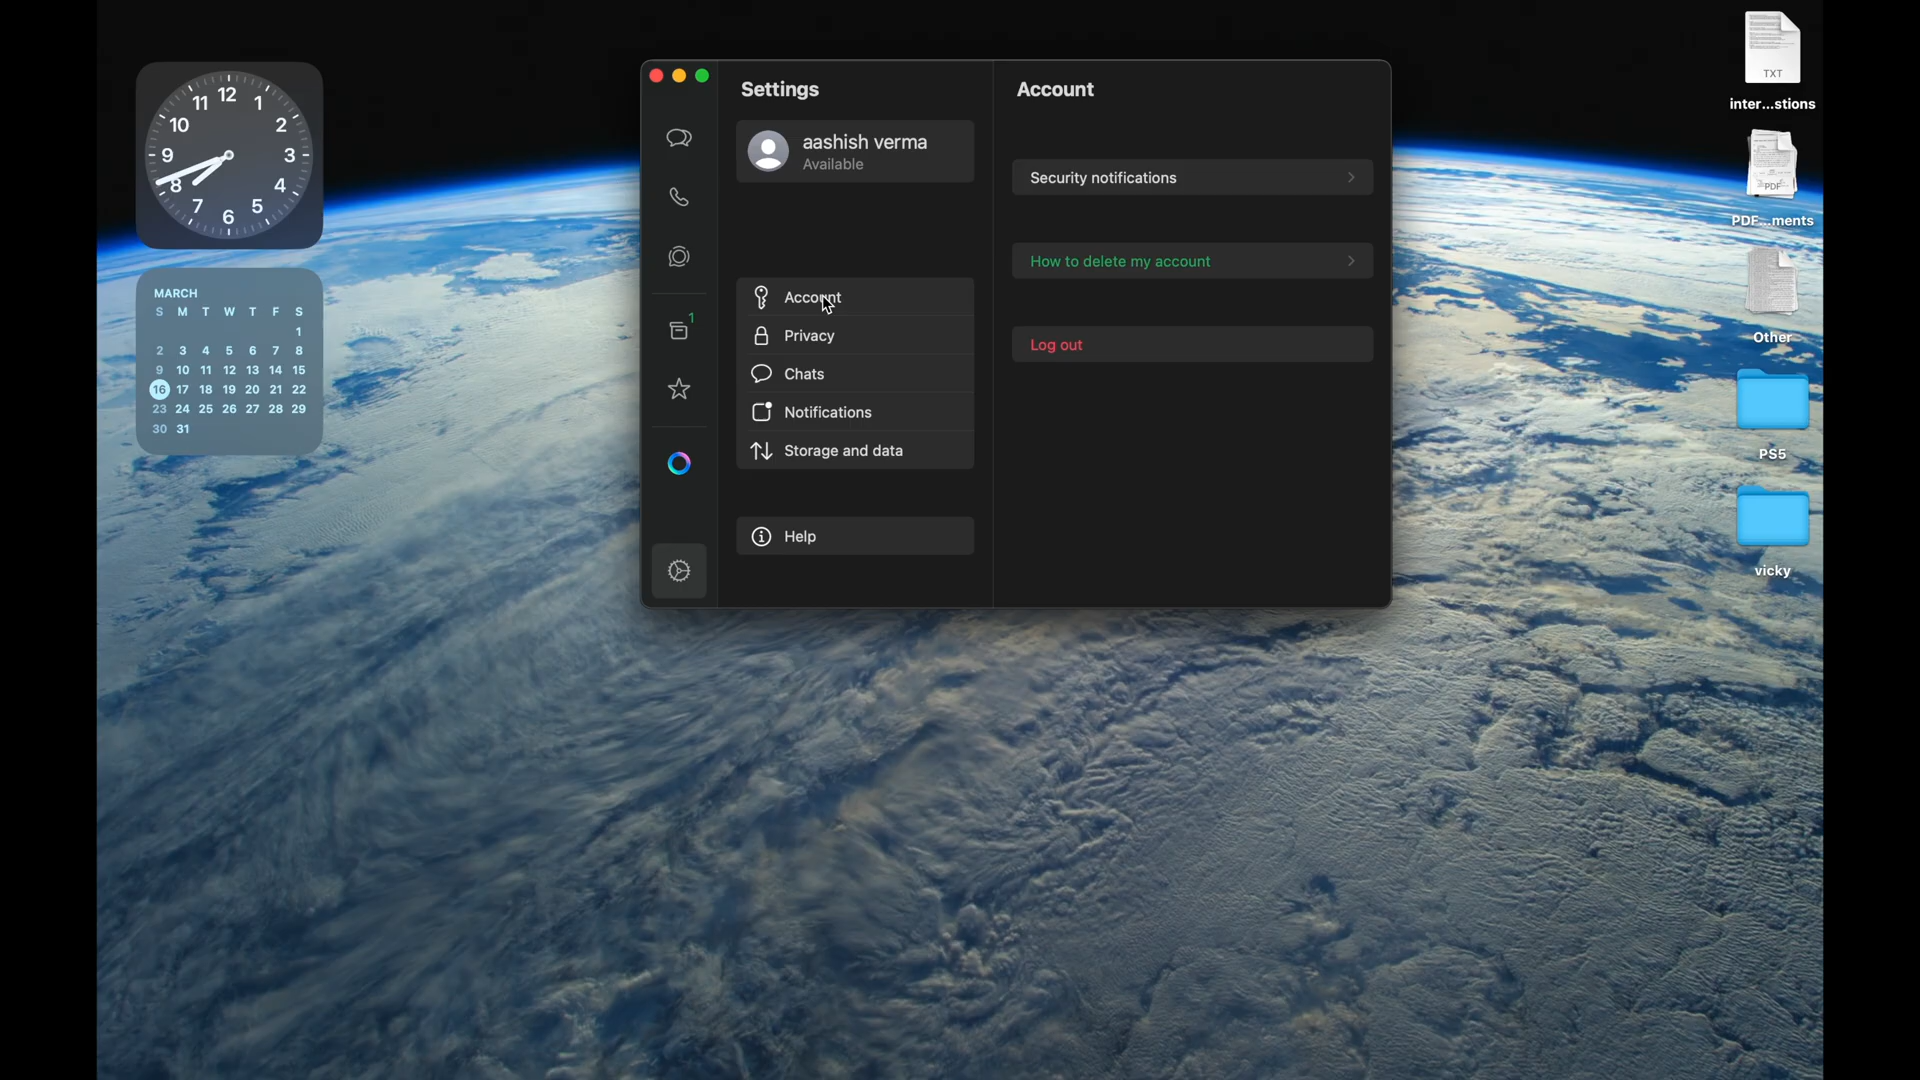 12
11
1
10
2
9
3
8
4
7
5
6
MARCH
S M T W T F S
1
2 3 4 5 6 7 8
9 10 11 12 13 14 15
16 17 18 19 20 21 22
23 24 25 26 27 28 29
30 31
Settings
aashish verma
Available
1
Account
Privacy
Chats
Notifications
Storage and data
Help
Account
Security notifications
How to delete my account
Log out
TXT
inter...stions
PDF
PDF...ments
Other
PS5
vicky